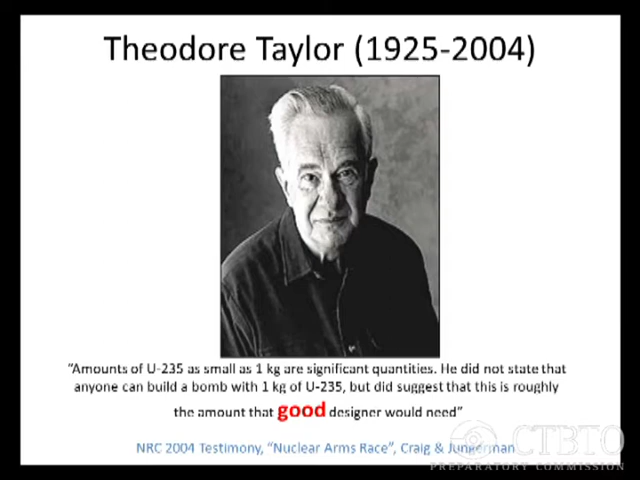 Theodore Taylor (1925-2004)
“Amounts of U-235 as small as 1 kg are significant quantities. He did not state that
anyone can build a bomb with 1 kg of U-235, but did suggest that this is roughly
the amount that good designer would need”
NRC 2004 Testimony, “Nuclear Arms Race”, Craig & Jungerman
CTBTO
PREPARATORY COMMISSION